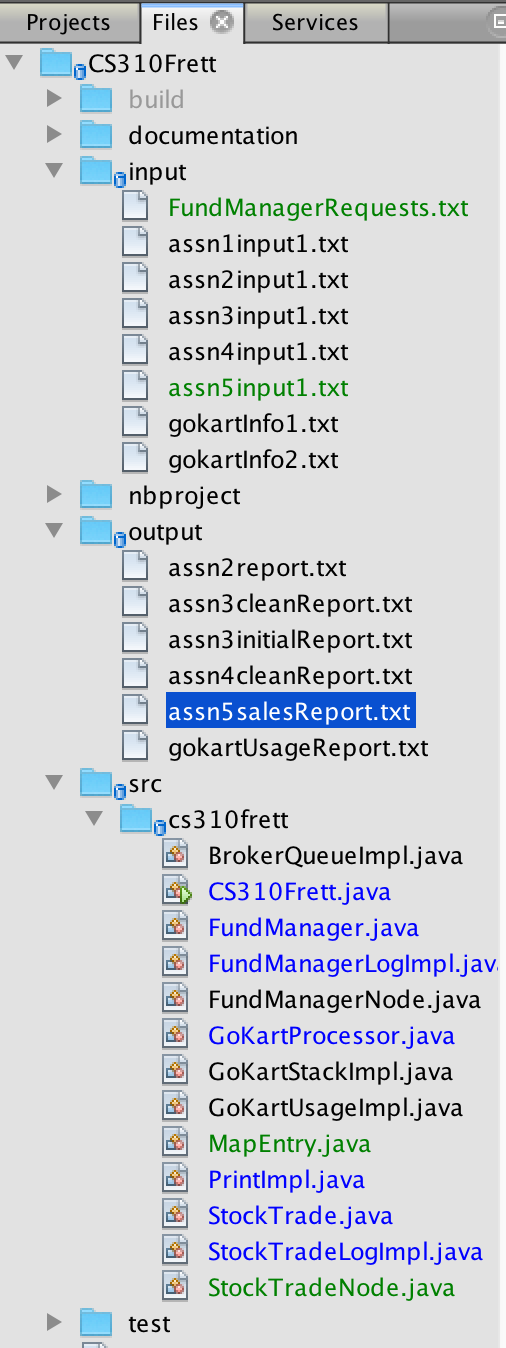 Projects Files Services
CS310Frett
build
documentation
input
FundManagerRequests.txt
assn1input1.txt
assn2input1.txt
assn3input1.txt
assn4input1.txt
assn5input1.txt
gokartInfo1.txt
gokartInfo2.txt
nbproject
output
assn2report.txt
assn3cleanReport.txt
assn3initialReport.txt
assn4cleanReport.txt
assn5salesReport.txt
gokartUsageReport.txt
src
cs310frett
BrokerQueueImpl.java
CS310Frett.java
FundManager.java
FundManagerLogImpl.java
FundManagerNode.java
GoKartProcessor.java
GoKartStackImpl.java
GoKartUsageImpl.java
MapEntry.java
PrintImpl.java
StockTrade.java
StockTradeLogImpl.java
StockTradeNode.java
test